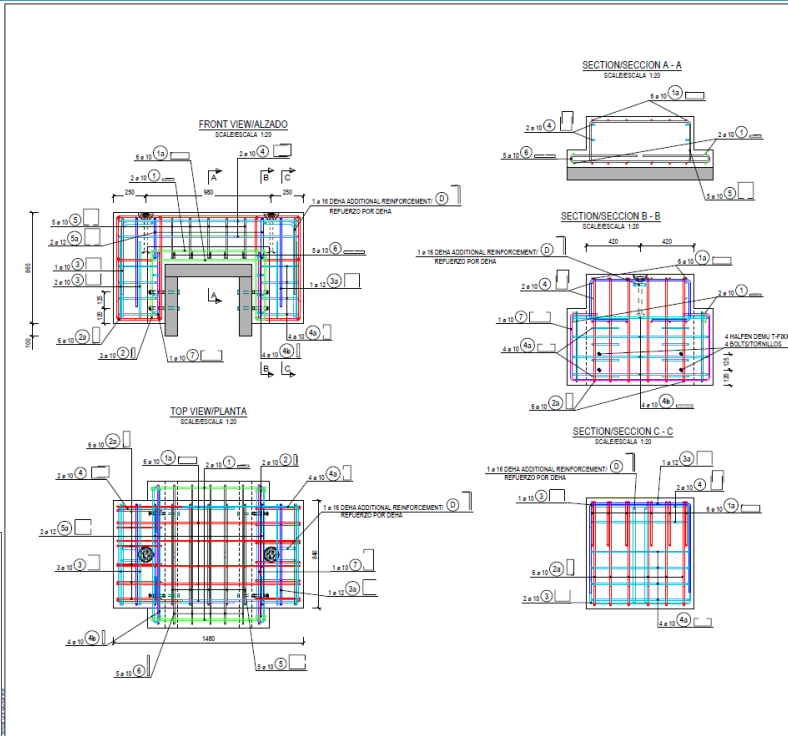 FRONT VIEW/ALZADO
SCALE/ESCALA 1:20
6 ø 10 1a
2 ø 10 4
2 ø 10 1
A B C
250 980 250
1 ø 16 DEHA ADDITIONAL REINFORCEMENT/ D
REFUERZO POR DEHA
5 ø 10 5
2 ø 12 5a
5 ø 10 6
1 ø 10 3
2 ø 10 3
1 ø 12 3a
865
125
120
100
A
6 ø 10 2a
4 ø 10 4a
2 ø 10 2
1 ø 10 7
4 ø 10 4b
B C
TOP VIEW/PLANTA
SCALE/ESCALA 1:20
6 ø 10 2a
6 ø 10 1a
2 ø 10 1
2 ø 10 2
2 ø 10 4
4 ø 10 4a
1 ø 16 DEHA ADDITIONAL REINFORCEMENT/ D
REFUERZO POR DEHA
2 ø 12 5a
3 ø 10 3
1 ø 10 7
1 ø 12 3a
840
1480
4 ø 10 4b
5 ø 10 6
5 ø 10 5
SECTION/SECCION A - A
SCALE/ESCALA 1:20
6 ø 10 1a
2 ø 10 4
2 ø 10 1
5 ø 10 6
5 ø 10 5
SECTION/SECCION B - B
SCALE/ESCALA 1:20
420 420
1 ø 16 DEHA ADDITIONAL REINFORCEMENT/ D
REFUERZO POR DEHA
6 ø 10 1a
2 ø 10 4
2 ø 10 1
1 ø 10 7
4 ø 10 4a
4 HALFEN DEMU T-FIXX
4 BOLTS/TORNILLOS
125
120
6 ø 10 2a
4 ø 10 4b
SECTION/SECCION C - C
SCALE/ESCALA 1:20
1 ø 12 3a
1 ø 16 DEHA ADDITIONAL REINFORCEMENT/ D
REFUERZO POR DEHA
2 ø 10 4
1 ø 10 3
6 ø 10 1a
6 ø 10 2a
2 ø 10 3
4 ø 10 4a